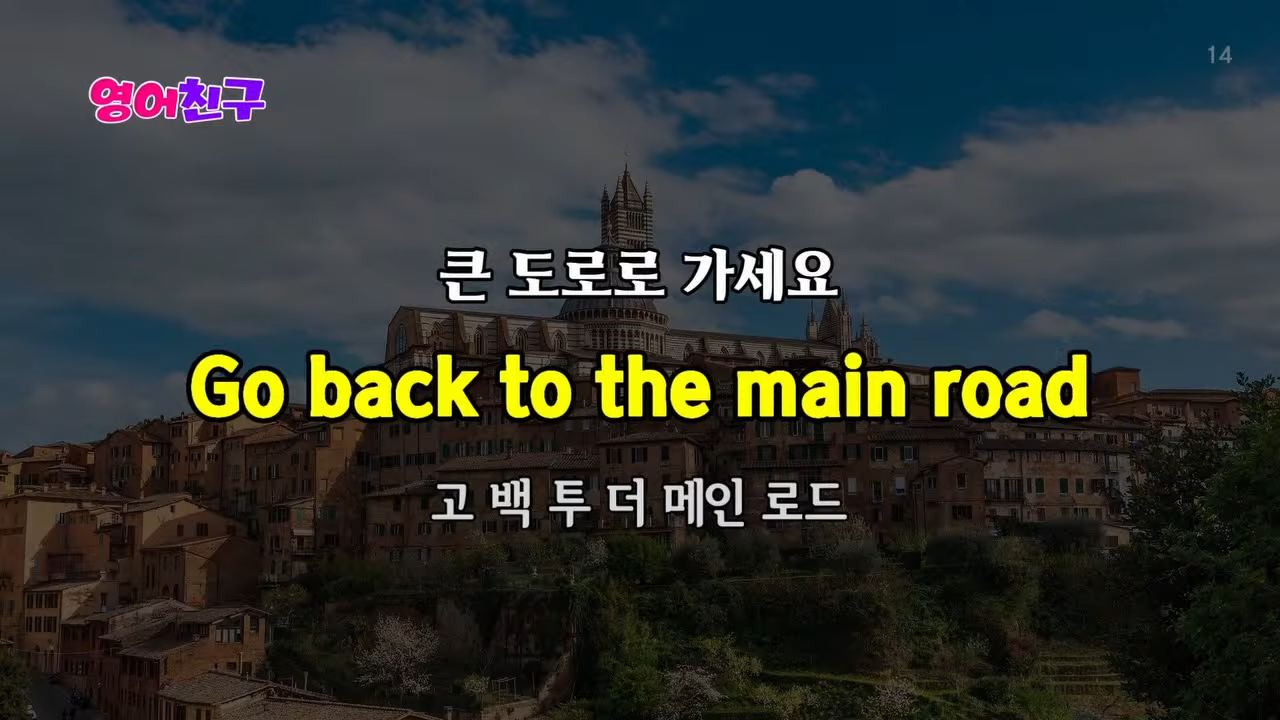 14
영어친구
큰 도로로 가세요
Go back to the main road
고 백 투 더 메인 로드